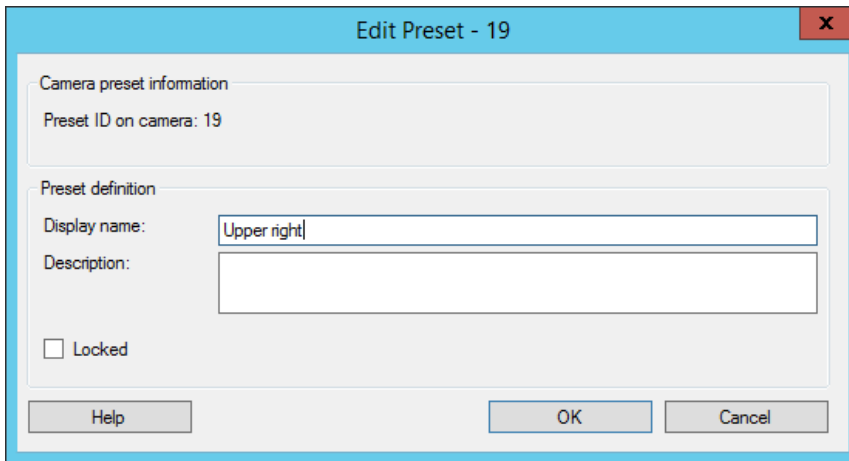 Edit Preset - 19
x
Camera preset information
Preset ID on camera: 19
Preset definition
Display name: Upper right
Description:
Locked
Help OK Cancel